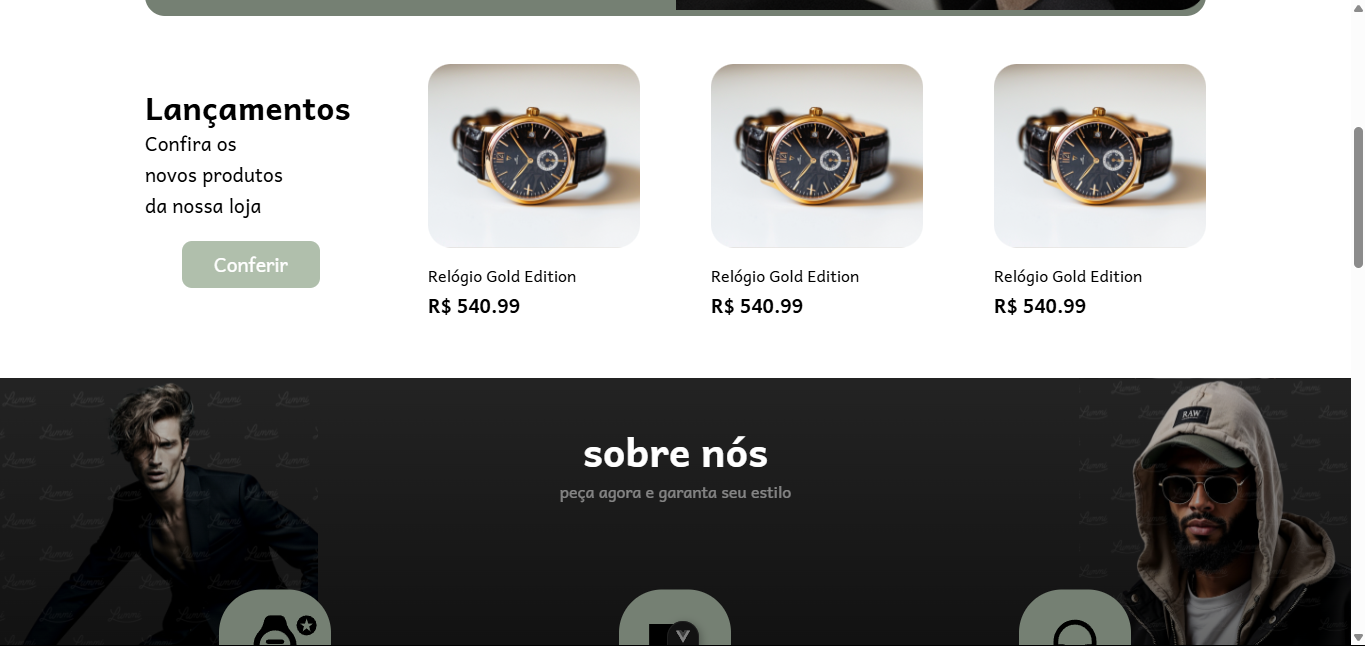 Lançamentos
Confira os
novos produtos
da nossa loja
Conferir
Relógio Gold Edition
R$ 540.99
Relógio Gold Edition
R$ 540.99
Relógio Gold Edition
R$ 540.99
sobre nós
peça agora e garanta seu estilo
RAW